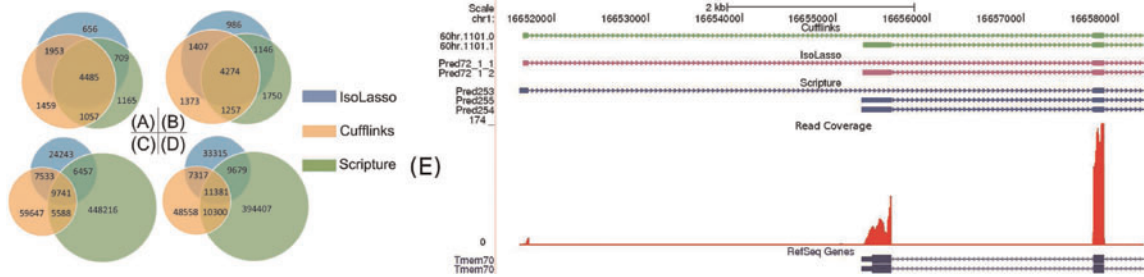 656
1953
709
4485
1459
1165
1057
986
1407
1146
4274
1373
1750
1257
(A) (B)
(C) (D)
24243
7533
6457
9741
59647
5588
448216
33315
7317
9679
11381
48558
10300
394407
IsoLasso
Cufflinks
Scripture
(E)
Scale
2 kb
chr1:
16652000
16653000
16654000
16655000
16656000
16657000
16658000
Cufflinks
60hr.1101.0
60hr.1101.1
IsoLasso
Pred72_1_1
Pred72_1_2
Scripture
Pred253
Pred255
Pred254
174
Read Coverage
0
RefSeq Genes
Tmem70
Tmem70